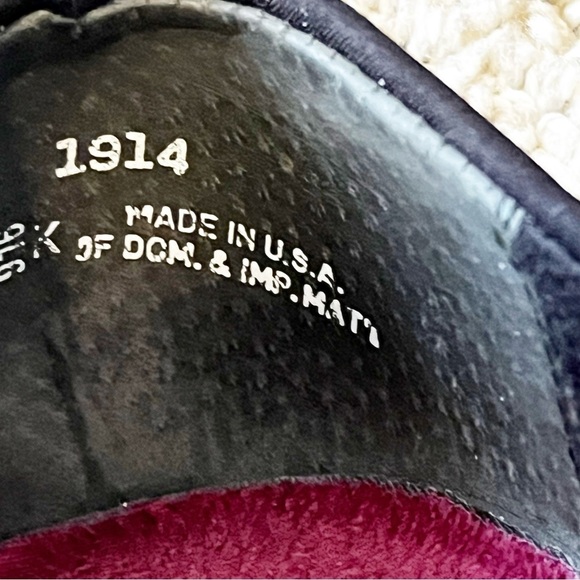 1914
MADE IN U.S.A.
K OF DOM. & IMP. MAT'L